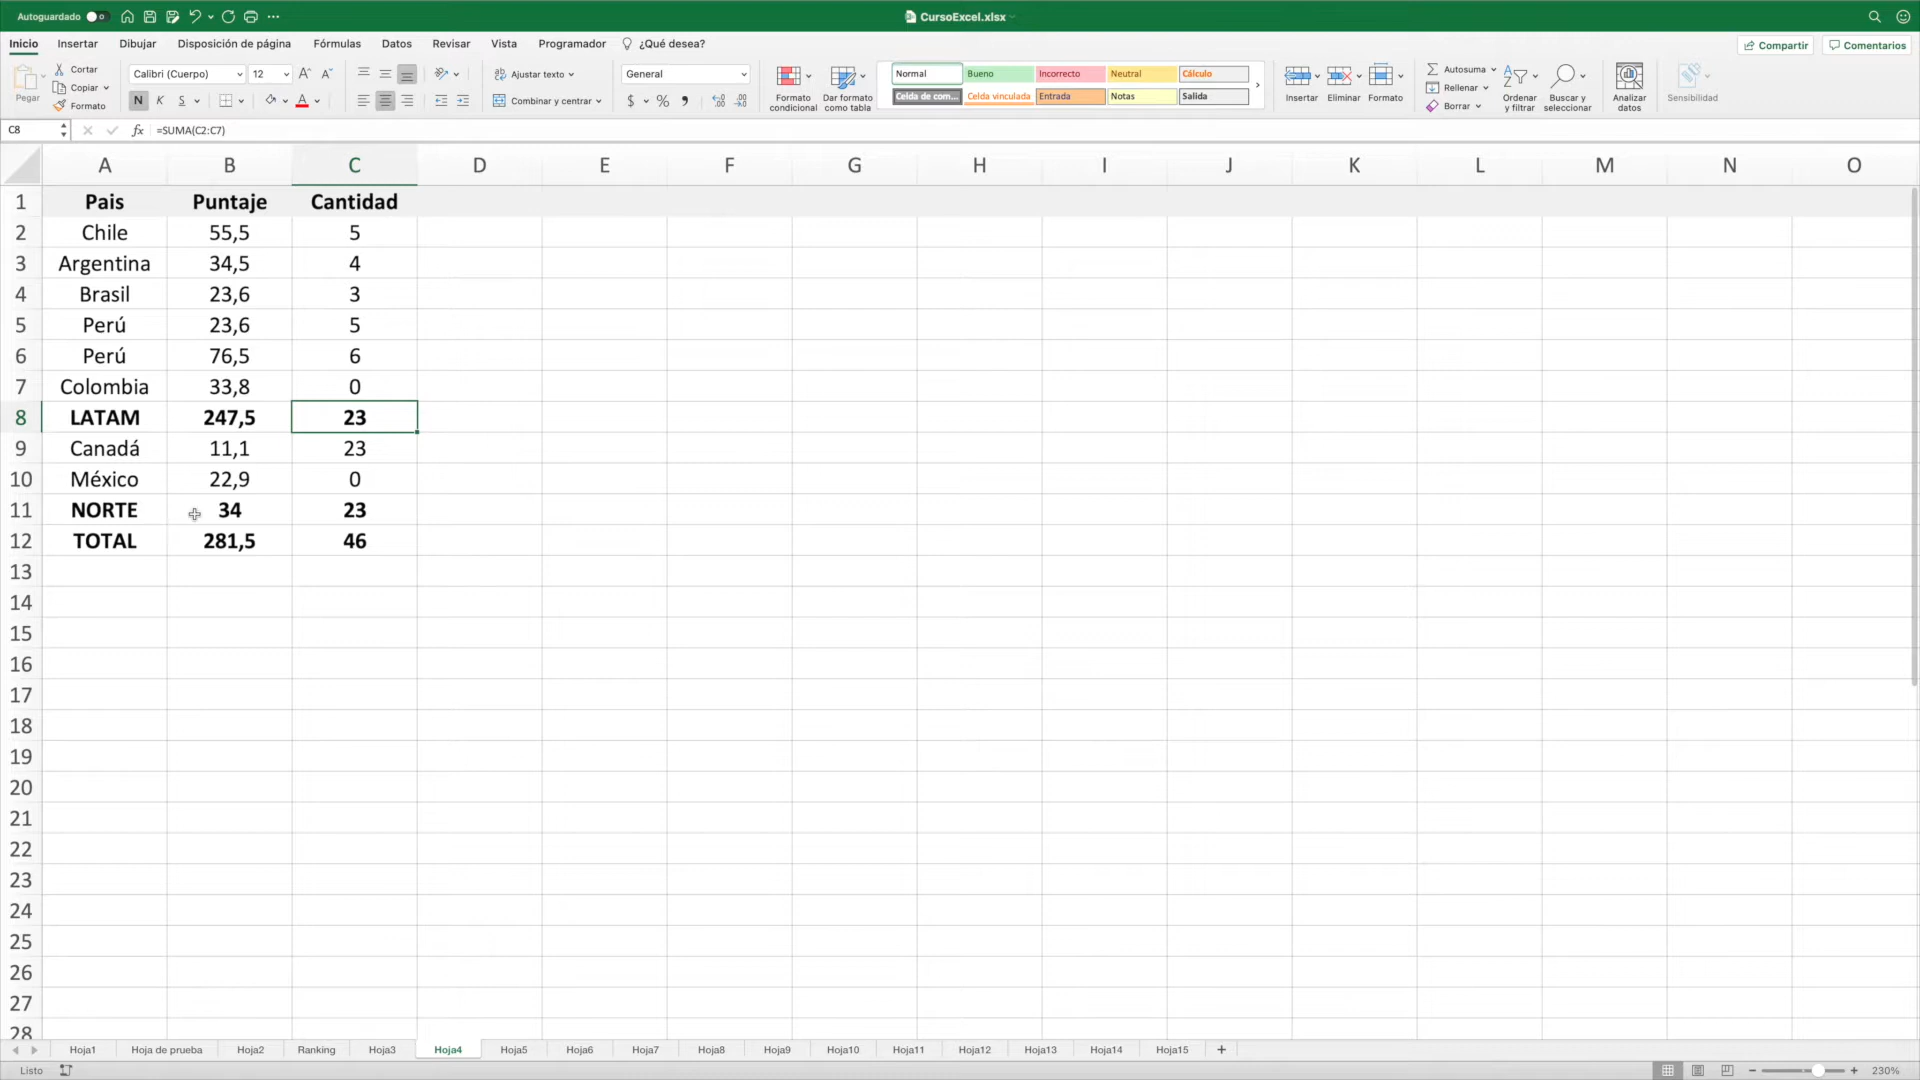 Autoguardado
CursoExcel.xlsx
Inicio Insertar Dibujar Disposición de página Fórmulas Datos Revisar Vista Programador ¿Qué desea? Compartir Comentarios
Pegar
Cortar
Copiar
Formato
Calibri (Cuerpo) 12
N K S
Ajustar texto
Combinar y centrar
General
$ %
Formato condicional
Dar formato como tabla
Normal Bueno Incorrecto Neutral Cálculo
Celda de com... Celda vinculada Entrada Notas Salida
Insertar Eliminar Formato
Autosuma
Rellenar
Borrar
Ordenar y filtrar
Buscar y seleccionar
Analizar datos
Sensibilidad
C8 fx =SUMA(C2:C7)
A B C D E F G H I J K L M N O
1 Pais Puntaje Cantidad
2 Chile 55,5 5
3 Argentina 34,5 4
4 Brasil 23,6 3
5 Perú 23,6 5
6 Perú 76,5 6
7 Colombia 33,8 0
8 LATAM 247,5 23
9 Canadá 11,1 23
10 México 22,9 0
11 NORTE 34 23
12 TOTAL 281,5 46
13
14
15
16
17
18
19
20
21
22
23
24
25
26
27
28
Hoja1 Hoja de prueba Hoja2 Ranking Hoja3 Hoja4 Hoja5 Hoja6 Hoja7 Hoja8 Hoja9 Hoja10 Hoja11 Hoja12 Hoja13 Hoja14 Hoja15 +
Listo 230%